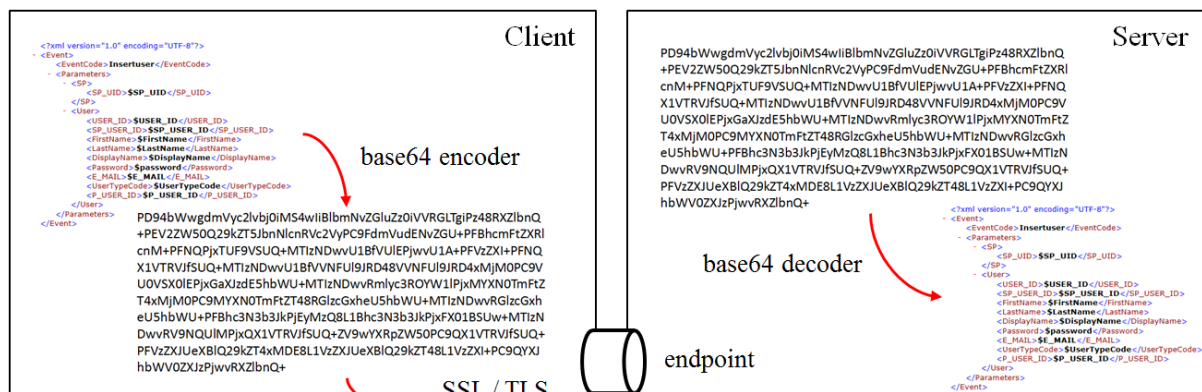 Client
<?xml version="1.0" encoding="UTF-8"?>
- <Event>
<EventCode>Insertuser</EventCode>
- <Parameters>
- <SP>
<SP_UID>$SP_UID</SP_UID>
</SP>
- <User>
<USER_ID>$USER_ID</USER_ID>
<SP_USER_ID>$SP_USER_ID</SP_USER_ID>
<FirstName>$FirstName</FirstName>
<LastName>$LastName</LastName>
<DisplayName>$DisplayName</DisplayName>
<Password>$password</Password>
<E_MAIL>$E_MAIL</E_MAIL>
<UserTypeCode>$UserTypeCode</UserTypeCode>
<P_USER_ID>$P_USER_ID</P_USER_ID>
</User>
</Parameters>
</Event>
base64 encoder
PD94bWwgdmVyc2lvbj0iMS4wIiBlbmNvZGluZz0iVVRGLTgiPz48RXZlbnQ
+PEV2ZW50Q29kZT5JbnNlcnRVc2VyPC9FdmVudENvZGU+PFBhcmFtZXRl
cnM+PFNQPjxTUF9VSUQ+MTIzNDwvU1BfVUlEPjwvU1A+PFVzZXI+PFNQ
X1VTRVJfSUQ+MTIzNDwvU1BfVVNFUl9JRD48VVNFUl9JRD4xMjM0PC9V
U0VSX0lEPjxGaXJzdE5hbWU+MTIzNDwvRmlyc3ROYW1lPjxMYXN0TmFtZ
T4xMjM0PC9MYXN0TmFtZT48RGlzcGxheU5hbWU+MTIzNDwvRGlzcGxh
eU5hbWU+PFBhc3N3b3JkPjEyMzQ8L1Bhc3N3b3JkPjxFX01BSUw+MTIzN
DwvRV9NQUlMPjxQX1VTRVJfSUQ+ZV9wYXRpZW50PC9QX1VTRVJfSUQ+
PFVzZXJUeXBlQ29kZT4xMDE8L1VzZXJUeXBlQ29kZT48L1VzZXI+PC9QYXJ
hbWV0ZXJzPjwvRXZlbnQ+
SSL / TLS
endpoint
Server
PD94bWwgdmVyc2lvbj0iMS4wIiBlbmNvZGluZz0iVVRGLTgiPz48RXZlbnQ
+PEV2ZW50Q29kZT5JbnNlcnRVc2VyPC9FdmVudENvZGU+PFBhcmFtZXRl
cnM+PFNQPjxTUF9VSUQ+MTIzNDwvU1BfVUlEPjwvU1A+PFVzZXI+PFNQ
X1VTRVJfSUQ+MTIzNDwvU1BfVVNFUl9JRD48VVNFUl9JRD4xMjM0PC9V
U0VSX0lEPjxGaXJzdE5hbWU+MTIzNDwvRmlyc3ROYW1lPjxMYXN0TmFtZ
T4xMjM0PC9MYXN0TmFtZT48RGlzcGxheU5hbWU+MTIzNDwvRGlzcGxh
eU5hbWU+PFBhc3N3b3JkPjEyMzQ8L1Bhc3N3b3JkPjxFX01BSUw+MTIzN
DwvRV9NQUlMPjxQX1VTRVJfSUQ+ZV9wYXRpZW50PC9QX1VTRVJfSUQ+
PFVzZXJUeXBlQ29kZT4xMDE8L1VzZXJUeXBlQ29kZT48L1VzZXI+PC9QYXJ
hbWV0ZXJzPjwvRXZlbnQ+
base64 decoder
<?xml version="1.0" encoding="UTF-8"?>
- <Event>
<EventCode>Insertuser</EventCode>
- <Parameters>
- <SP>
<SP_UID>$SP_UID</SP_UID>
</SP>
- <User>
<USER_ID>$USER_ID</USER_ID>
<SP_USER_ID>$SP_USER_ID</SP_USER_ID>
<FirstName>$FirstName</FirstName>
<LastName>$LastName</LastName>
<DisplayName>$DisplayName</DisplayName>
<Password>$password</Password>
<E_MAIL>$E_MAIL</E_MAIL>
<UserTypeCode>$UserTypeCode</UserTypeCode>
<P_USER_ID>$P_USER_ID</P_USER_ID>
</User>
</Parameters>
</Event>